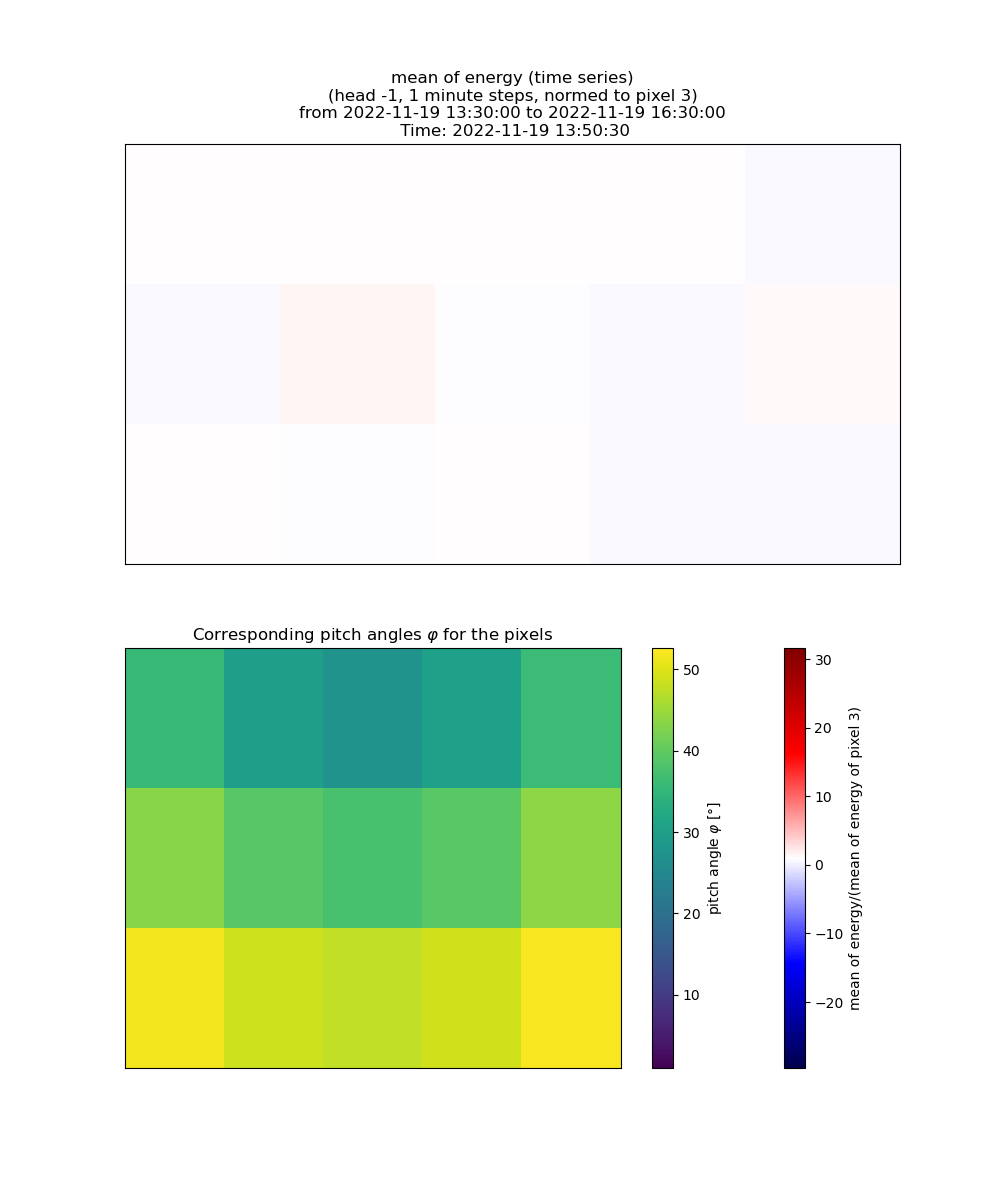 mean of energy (time series)
(head -1, 1 minute steps, normed to pixel 3)
from 2022-11-19 13:30:00 to 2022-11-19 16:30:00
Time: 2022-11-19 13:50:30
Corresponding pitch angles φ for the pixels
50
40
30
20
10
pitch angle φ [°]
30
20
10
0
−10
−20
mean of energy/(mean of energy of pixel 3)